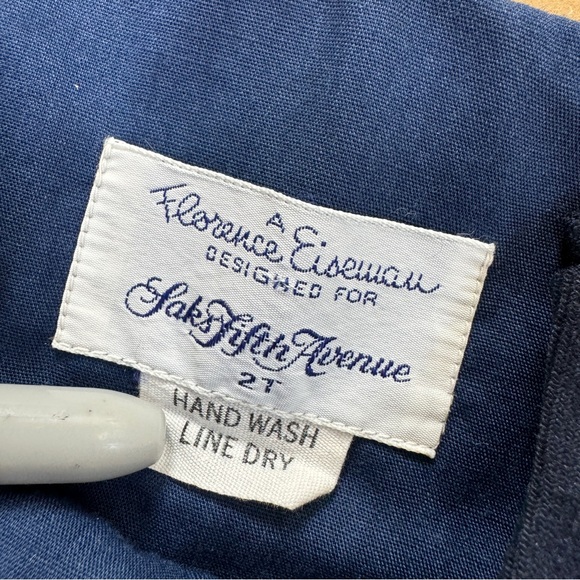 A
Florence Eiseman
DESIGNED FOR
Saks Fifth Avenue
2T
HAND WASH
LINE DRY